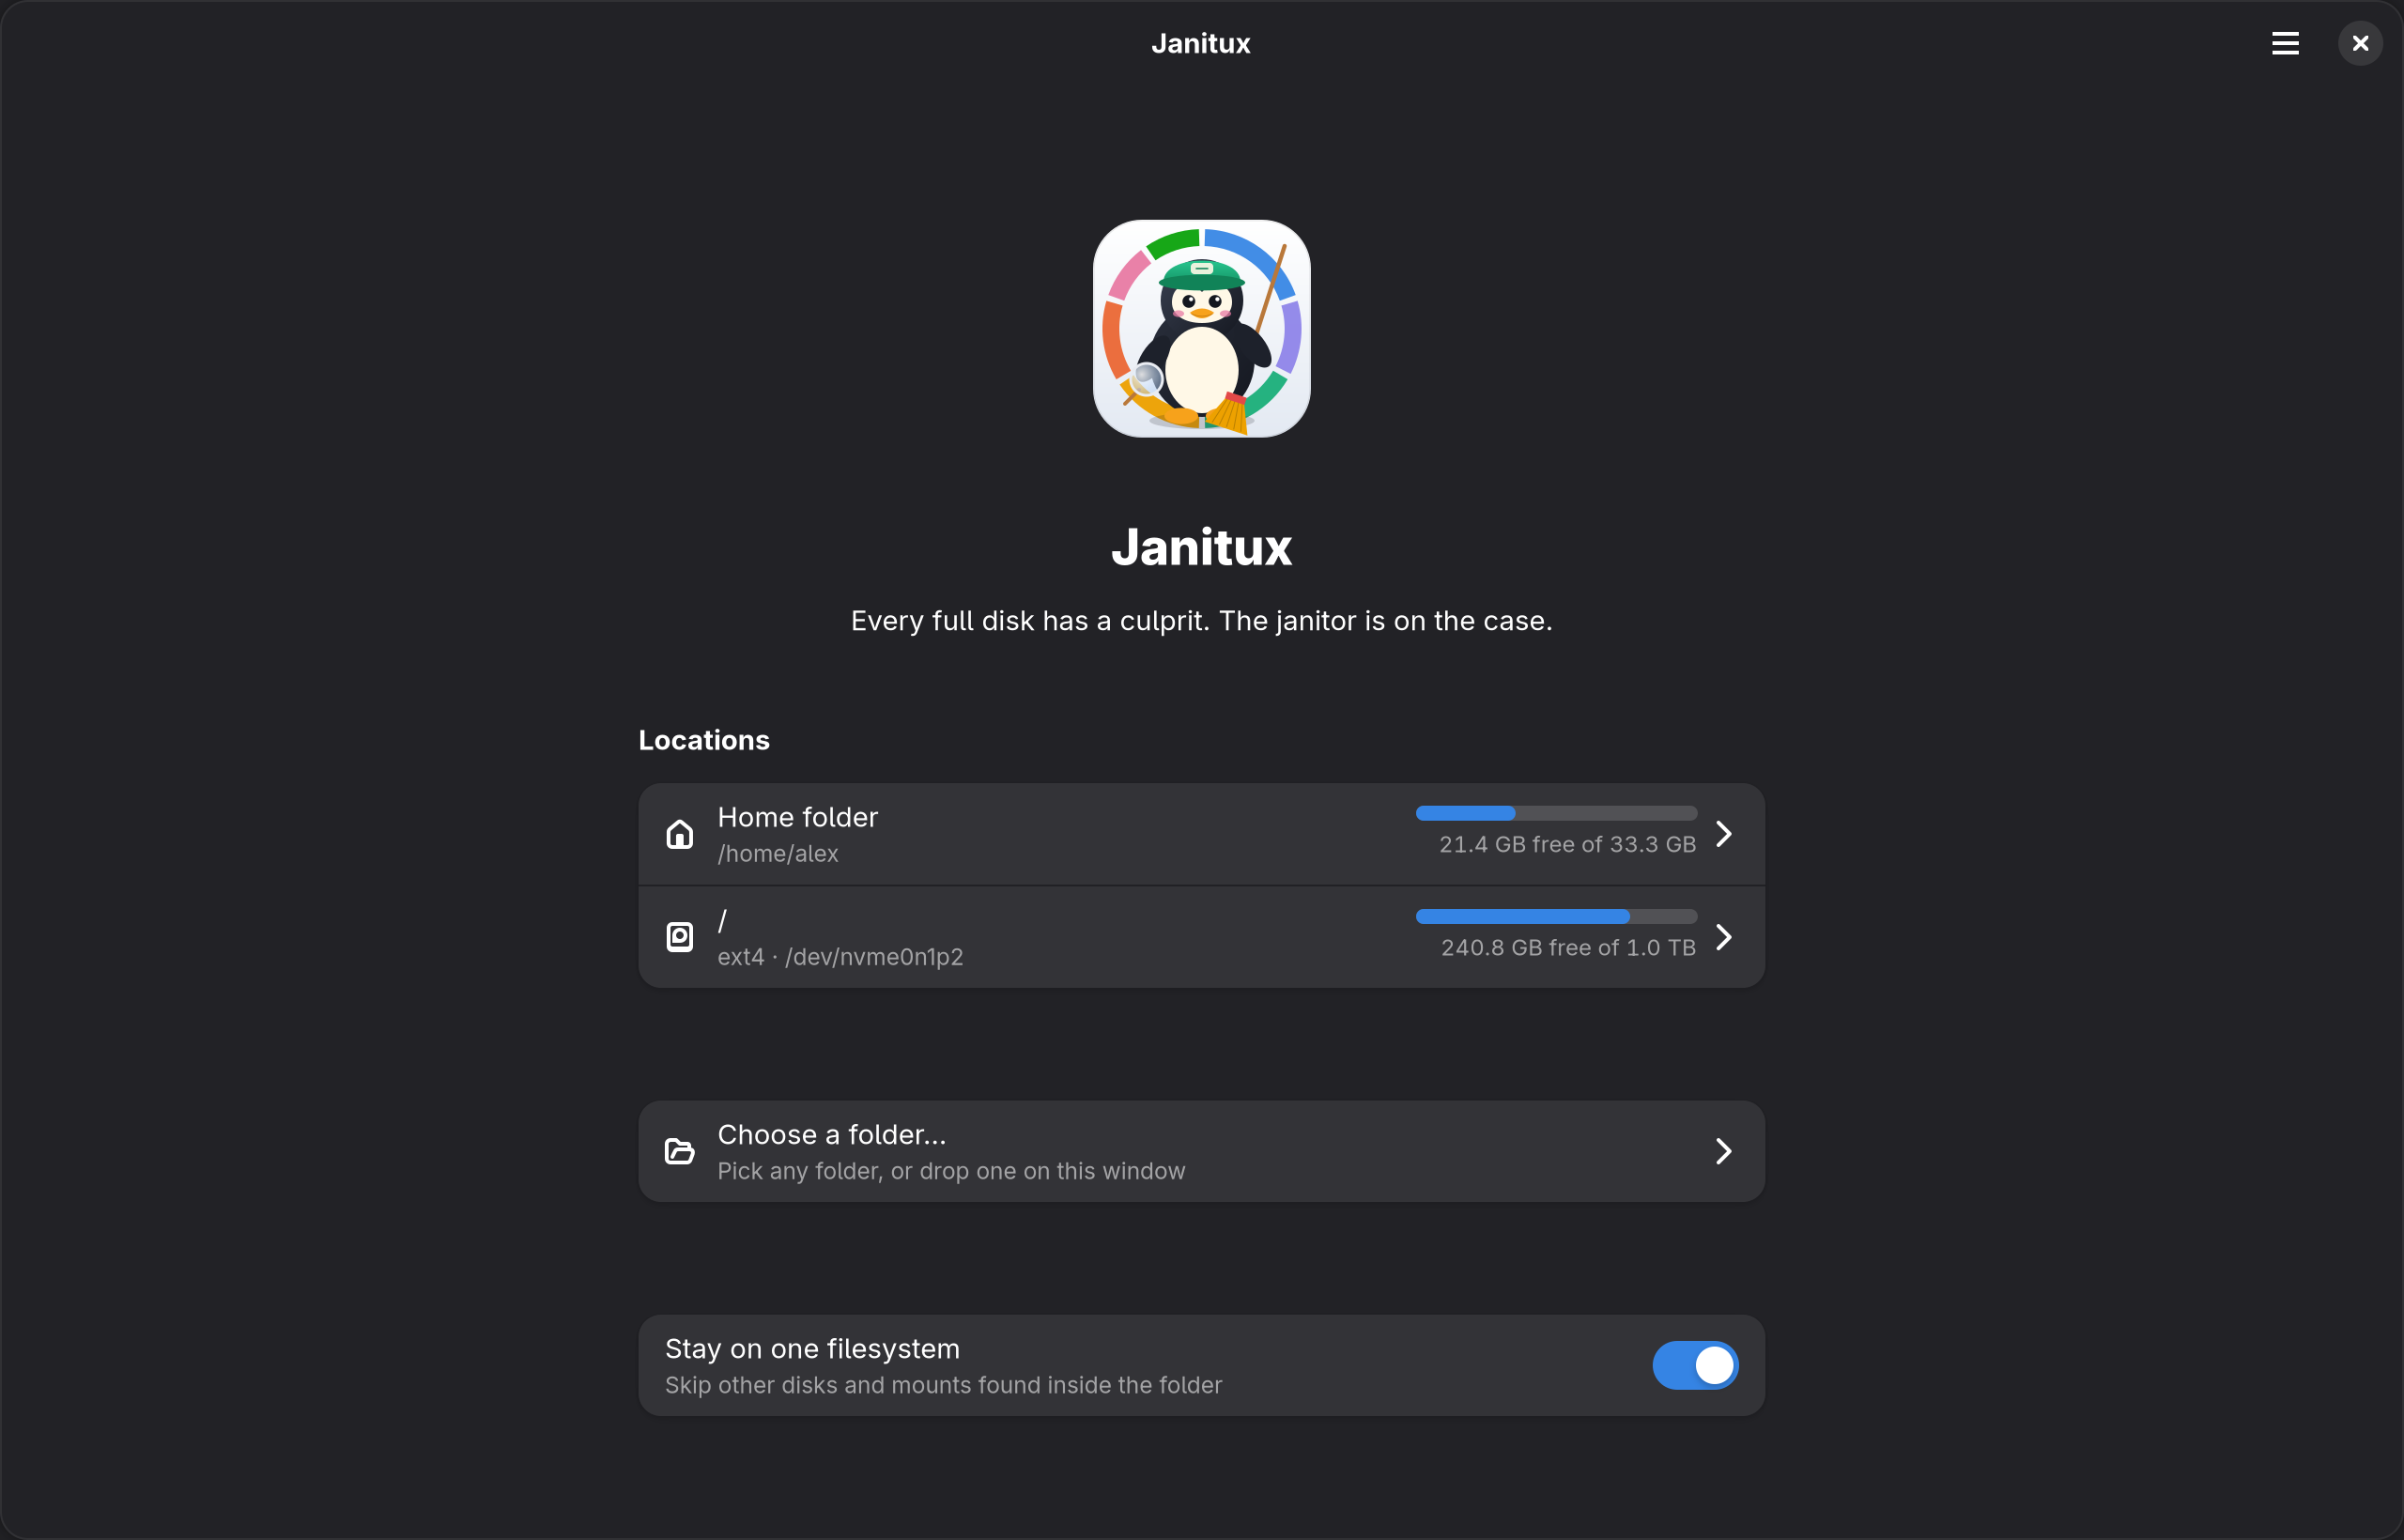 Janitux
Janitux
Every full disk has a culprit. The janitor is on the case.
Locations
Home folder
/home/alex
21.4 GB free of 33.3 GB
/
ext4 · /dev/nvme0n1p2
240.8 GB free of 1.0 TB
Choose a folder…
Pick any folder, or drop one on this window
Stay on one filesystem
Skip other disks and mounts found inside the folder